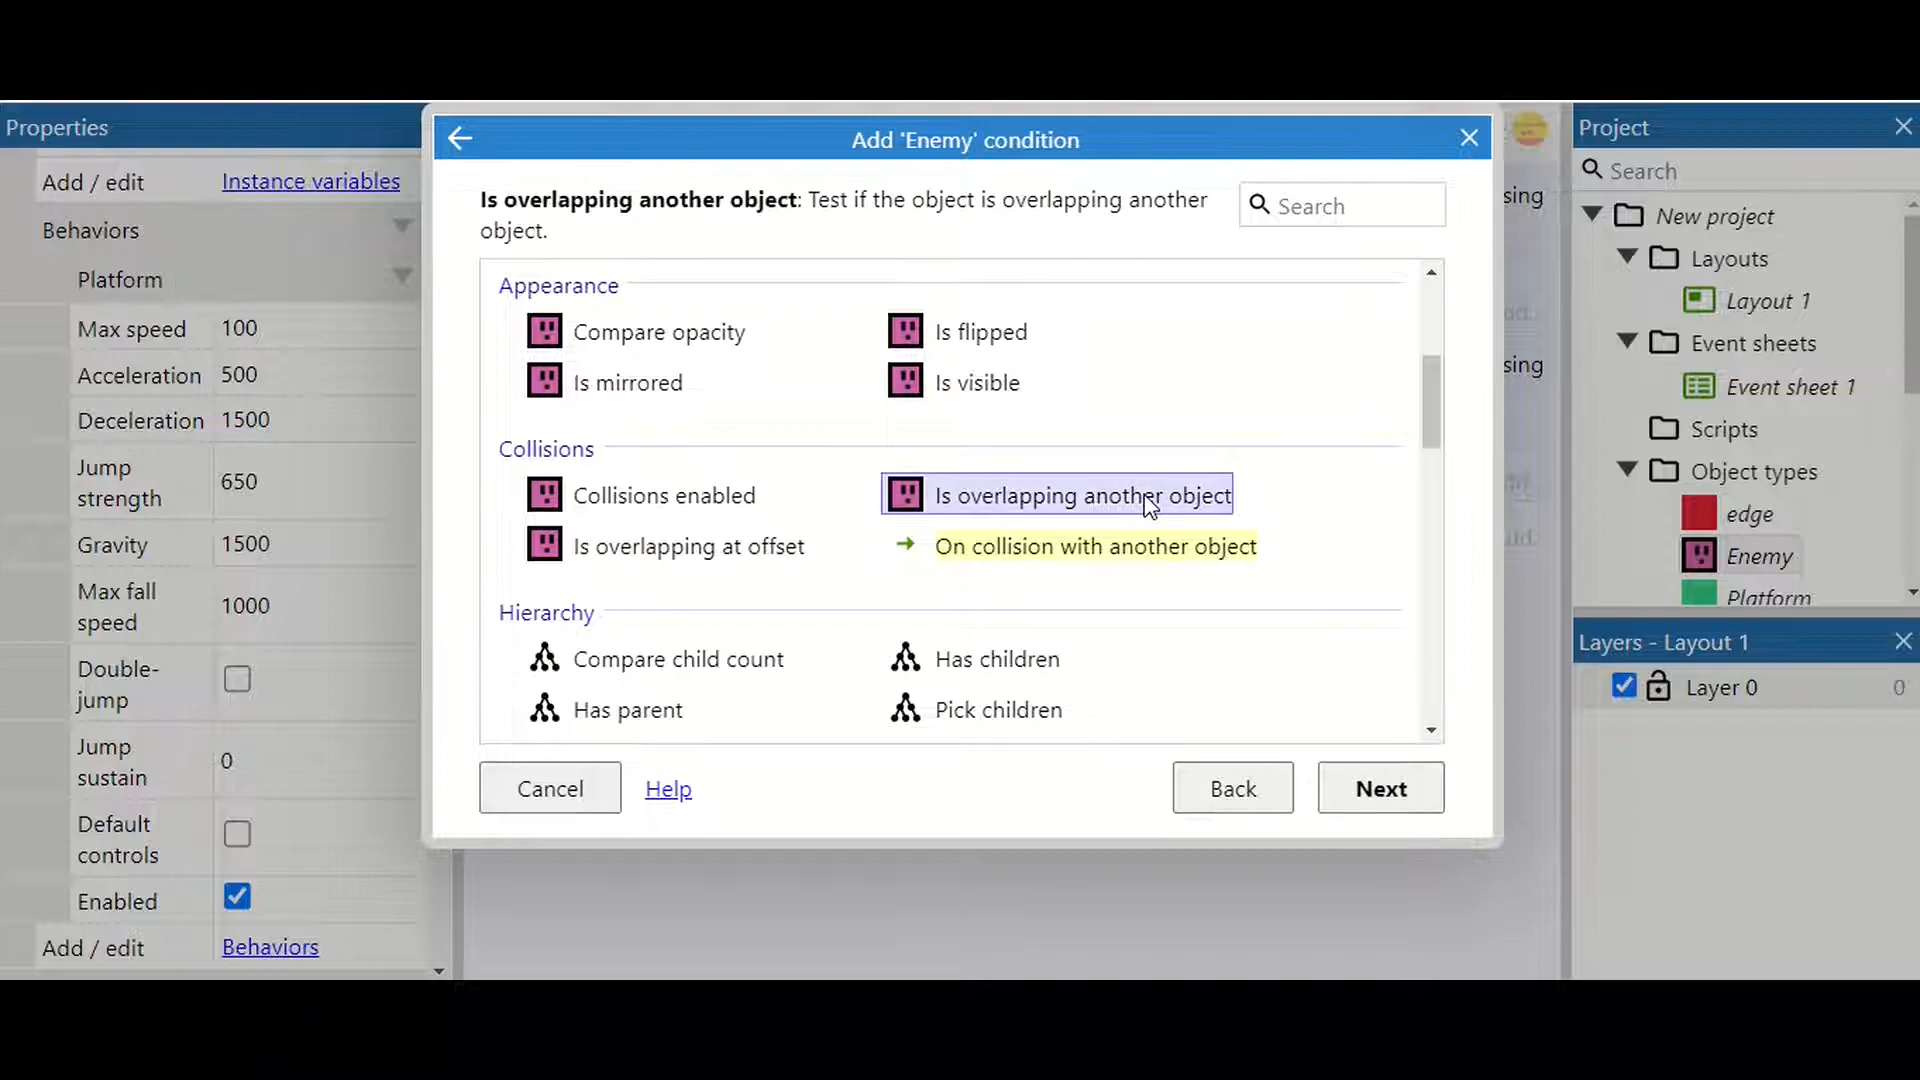 Properties
Add / edit Instance variables
Behaviors
Platform
Max speed 100
Acceleration 500
Deceleration 1500
Jump
strength 650
Gravity 1500
Max fall
speed 1000
Double-
jump
Jump
sustain 0
Default
controls
Enabled
Add / edit Behaviors
Add 'Enemy' condition
Is overlapping another object: Test if the object is overlapping another
object.
Search
Appearance
Compare opacity Is flipped
Is mirrored Is visible
Collisions
Collisions enabled Is overlapping another object
Is overlapping at offset On collision with another object
Hierarchy
Compare child count Has children
Has parent Pick children
Cancel Help Back Next
sing
sing
Project
Search
New project
Layouts
Layout 1
Event sheets
Event sheet 1
Scripts
Object types
edge
Enemy
Platform
Layers - Layout 1
Layer 0 0